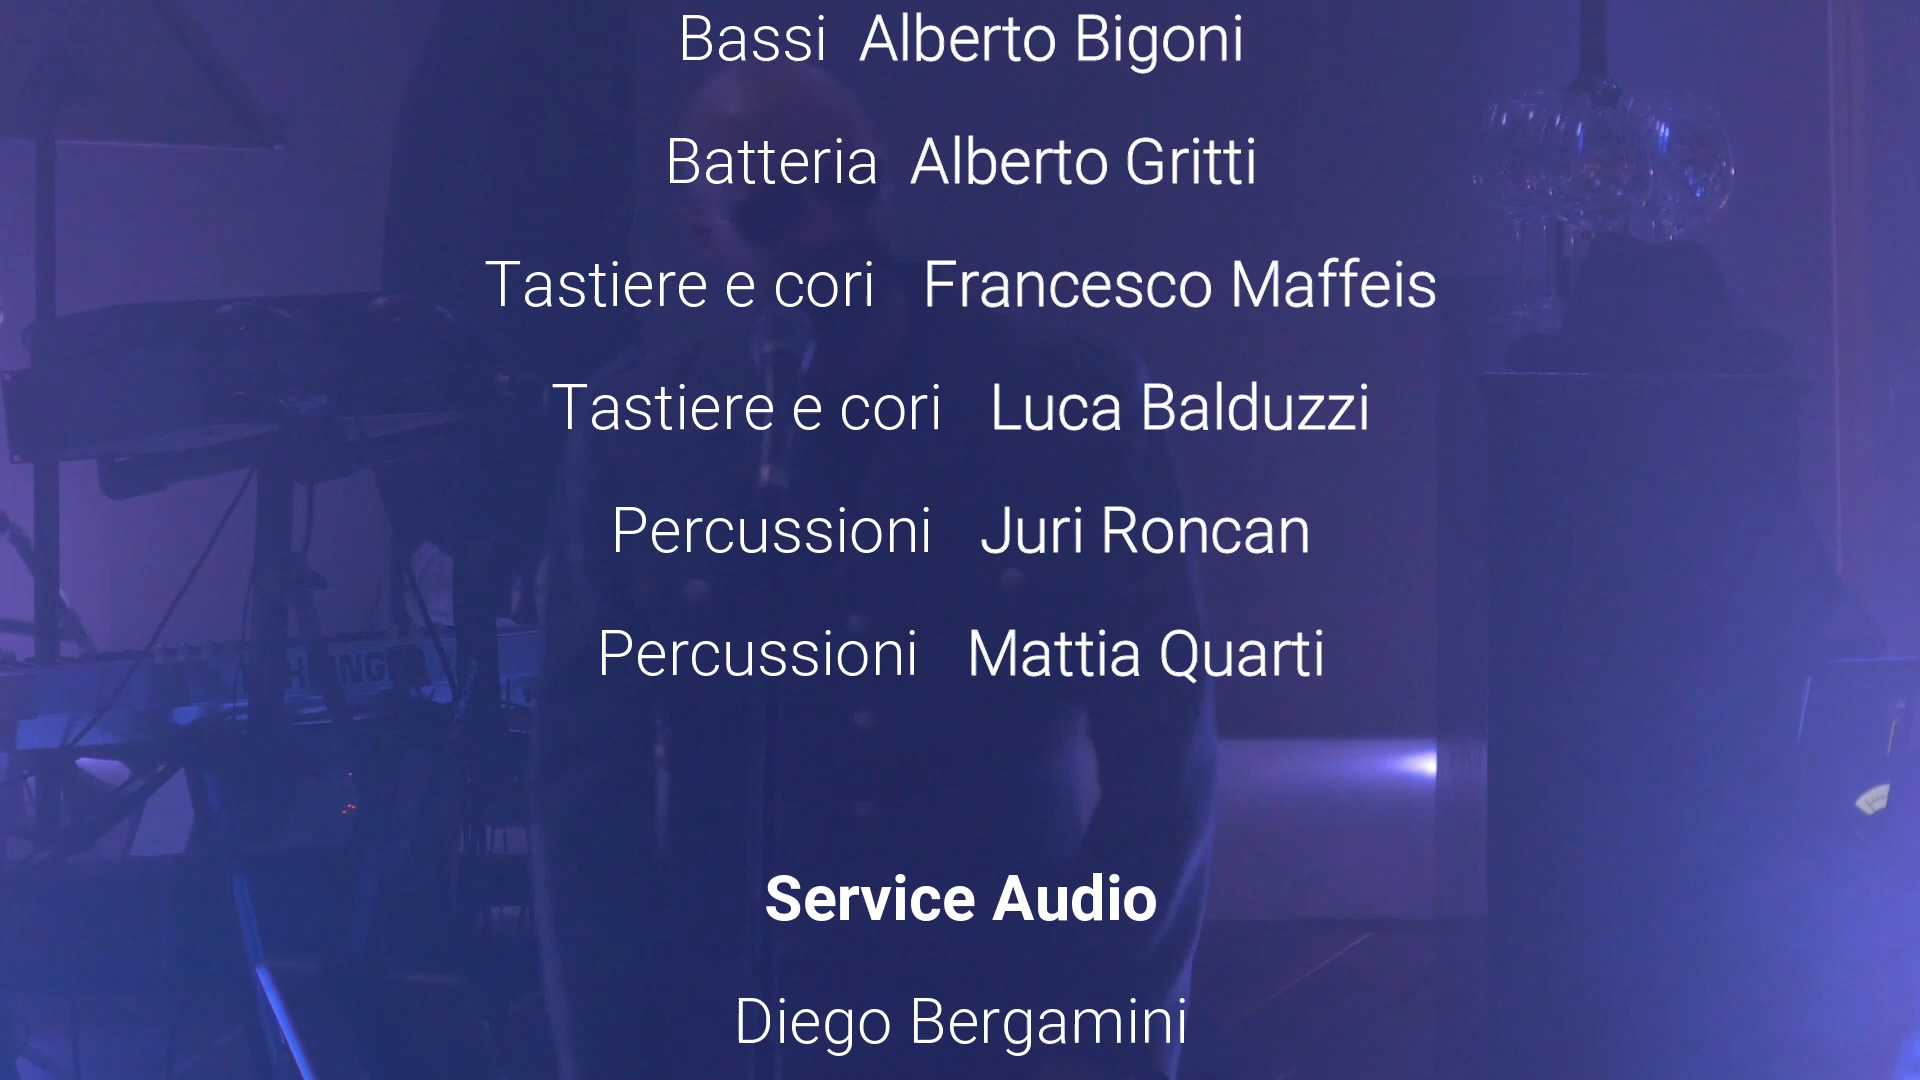 Bassi Alberto Bigoni
Batteria Alberto Gritti
Tastiere e cori Francesco Maffeis
Tastiere e cori Luca Balduzzi
Percussioni Juri Roncan
Percussioni Mattia Quarti
Service Audio
Diego Bergamini